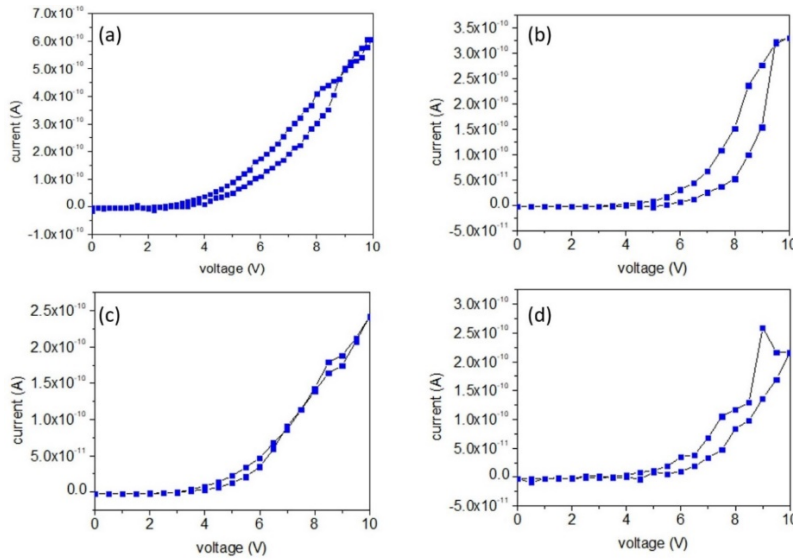 (a)
7.0x10⁻¹⁰
6.0x10⁻¹⁰
5.0x10⁻¹⁰
4.0x10⁻¹⁰
3.0x10⁻¹⁰
2.0x10⁻¹⁰
1.0x10⁻¹⁰
0.0
-1.0x10⁻¹⁰
current (A)
0 2 4 6 8 10
voltage (V)
(b)
3.5x10⁻¹⁰
3.0x10⁻¹⁰
2.5x10⁻¹⁰
2.0x10⁻¹⁰
1.5x10⁻¹⁰
1.0x10⁻¹⁰
5.0x10⁻¹¹
0.0
-5.0x10⁻¹¹
current (A)
0 2 4 6 8 10
voltage (V)
(c)
2.5x10⁻¹⁰
2.0x10⁻¹⁰
1.5x10⁻¹⁰
1.0x10⁻¹⁰
5.0x10⁻¹¹
0.0
current (A)
0 2 4 6 8 10
voltage (V)
(d)
3.0x10⁻¹⁰
2.5x10⁻¹⁰
2.0x10⁻¹⁰
1.5x10⁻¹⁰
1.0x10⁻¹⁰
5.0x10⁻¹¹
0.0
-5.0x10⁻¹¹
current (A)
0 2 4 6 8 10
voltage (V)